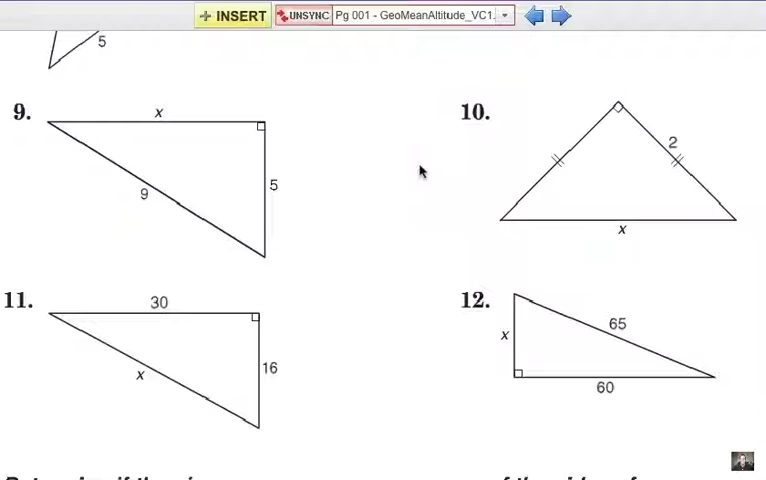 + INSERT UNSYNC Pg 001 - GeoMeanAltitude_VC1.
5
9.
x
9
5
10.
2
x
11.
30
x
16
12.
x
65
60